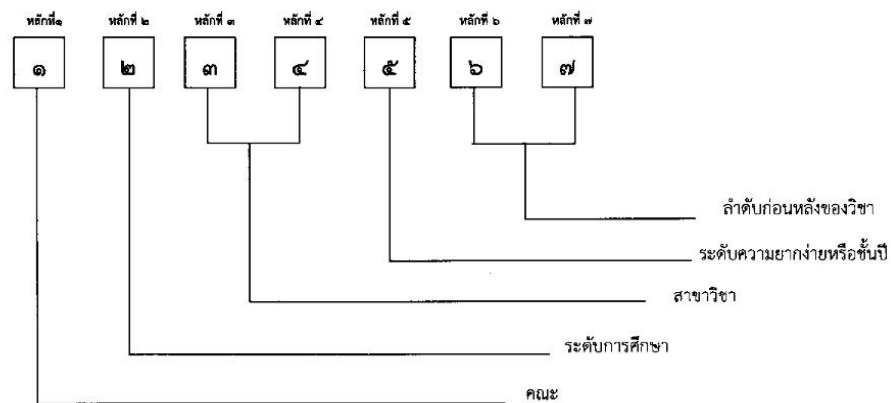 หลักที่๑ หลักที่ ๒ หลักที่ ๓ หลักที่ ๔ หลักที่ ๕ หลักที่ ๖ หลักที่ ๗
๑ ๒ ๓ ๔ ๕ ๖ ๗
ลำดับก่อนหลังของวิชา
ระดับความยากง่ายหรือชั้นปี
สาขาวิชา
ระดับการศึกษา
คณะ